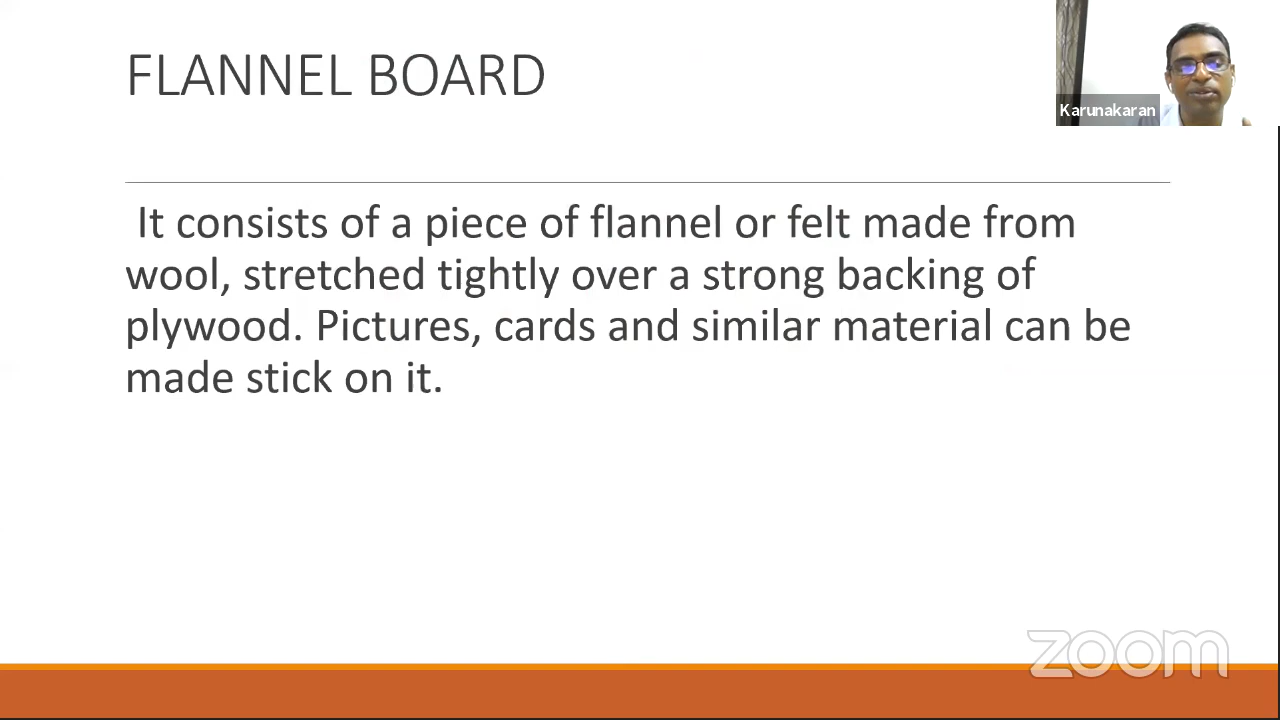 FLANNEL BOARD
Karunakaran
It consists of a piece of flannel or felt made from
wool, stretched tightly over a strong backing of
plywood. Pictures, cards and similar material can be
made stick on it.
zoom